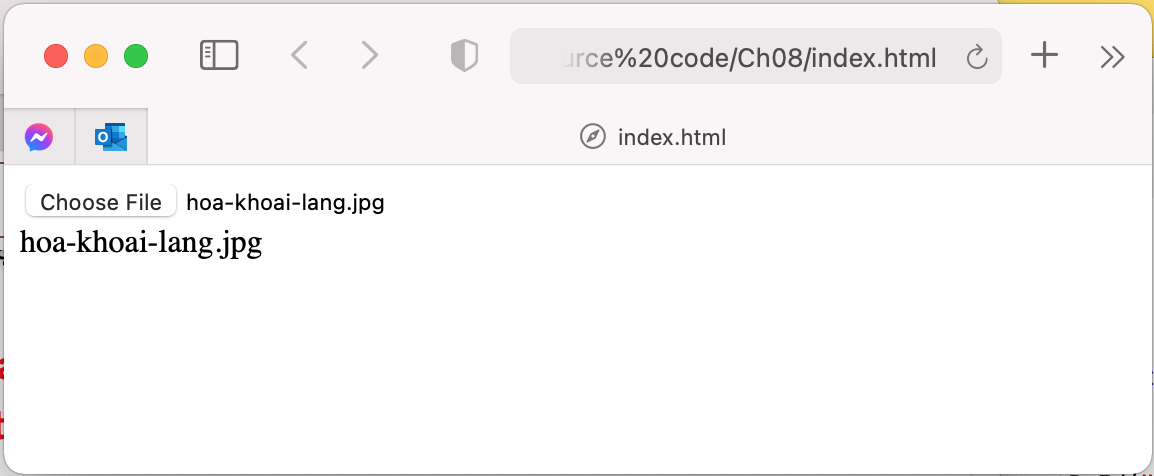 urce%20code/Ch08/index.html
index.html
Choose File hoa-khoai-lang.jpg
hoa-khoai-lang.jpg